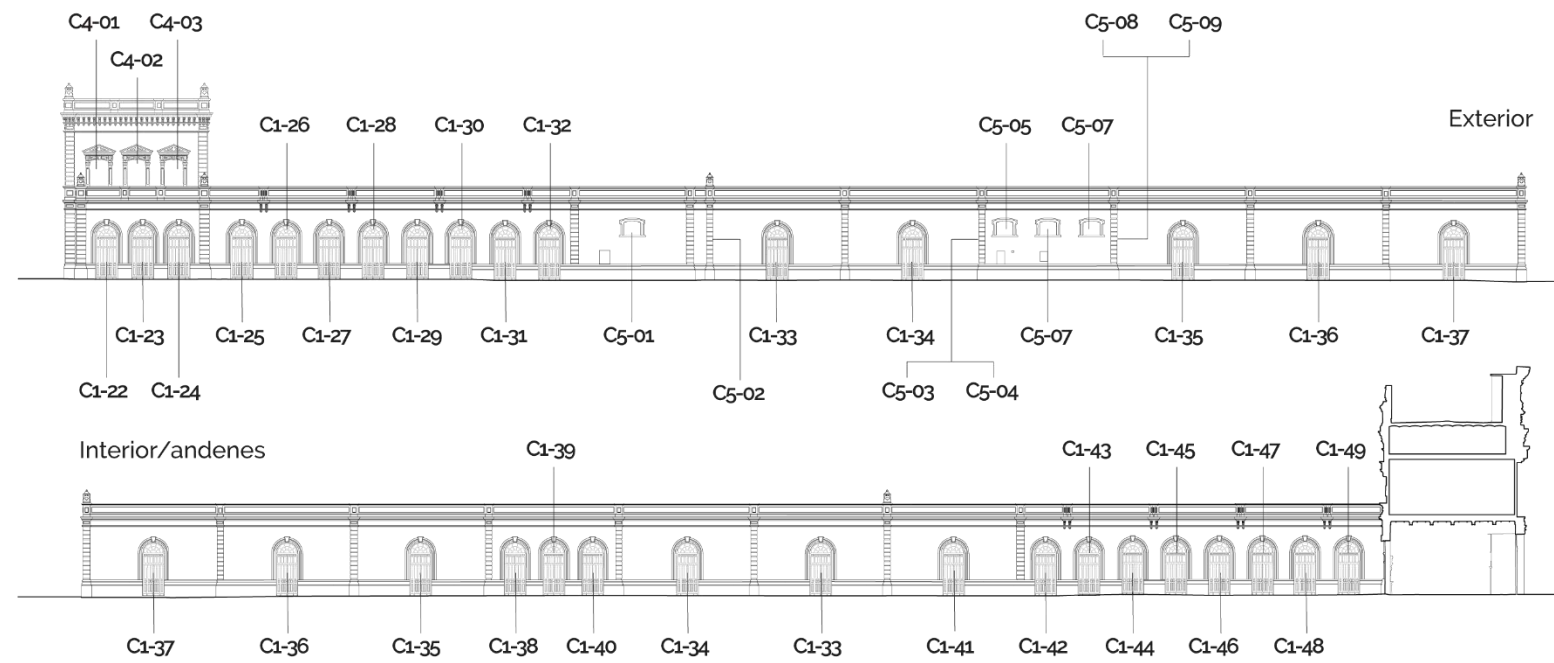 C4-01 C4-03 C5-08 C5-09
C4-02
C1-26 C1-28 C1-30 C1-32 C5-05 C5-07 Exterior
C1-23 C1-25 C1-27 C1-29 C1-31 C5-01 C1-33 C1-34 C5-07 C1-35 C1-36 C1-37
C1-22 C1-24 C5-02 C5-03 C5-04
Interior/andenes C1-39 C1-43 C1-45 C1-47 C1-49
C1-37 C1-36 C1-35 C1-38 C1-40 C1-34 C1-33 C1-41 C1-42 C1-44 C1-46 C1-48